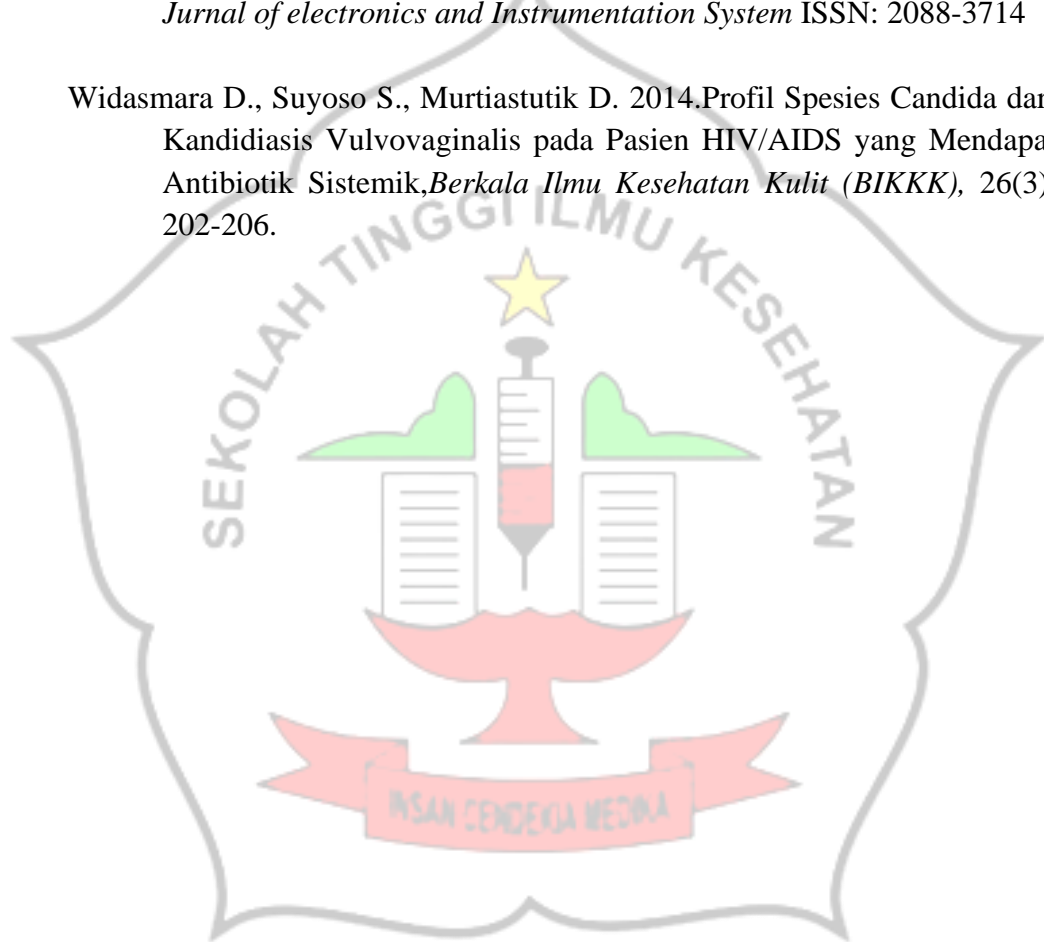 Jurnal of electronics and Instrumentation System ISSN: 2088-3714
Widasmara D., Suyoso S., Murtiastutik D. 2014.Profil Spesies Candida dar
Kandidiasis Vulvovaginalis pada Pasien HIV/AIDS yang Mendapa
Antibiotik Sistemik,Berkala Ilmu Kesehatan Kulit (BIKKK), 26(3)
202-206.
SEKOLAH TINGGI ILMU KESEHATAN
INSAN CENDEKIA MEDIKA